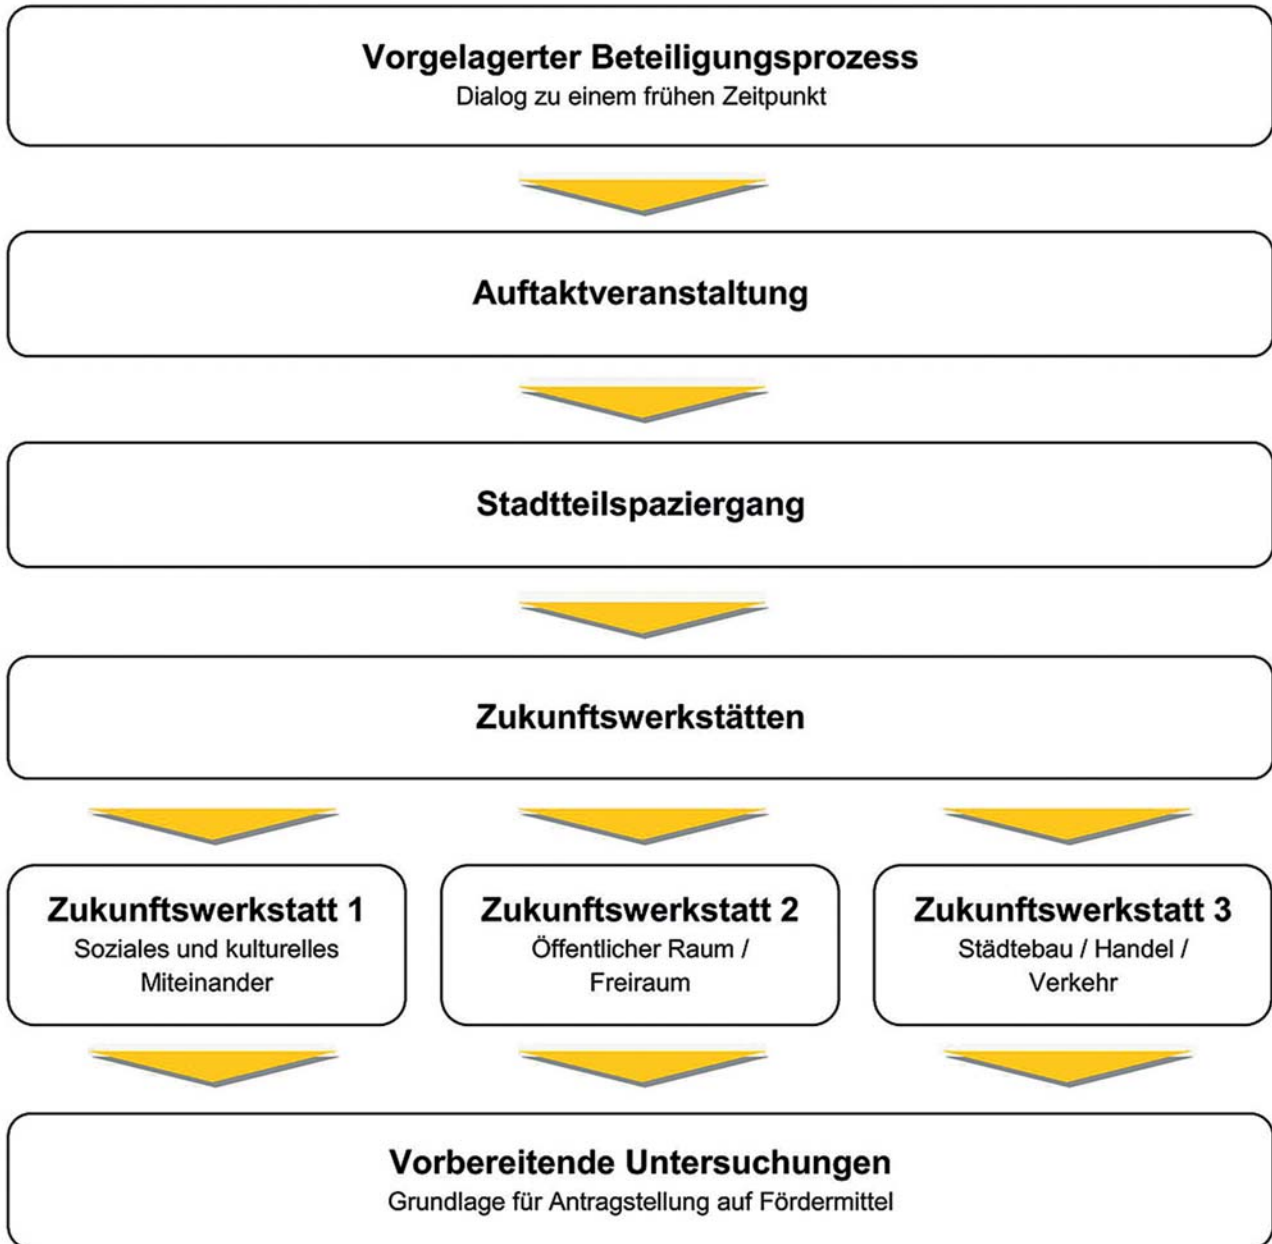 Vorgelagerter Beteiligungsprozess
Dialog zu einem frühen Zeitpunkt
Auftaktveranstaltung
Stadtteilspaziergang
Zukunftswerkstätten
Zukunftswerkstatt 1
Soziales und kulturelles
Miteinander
Zukunftswerkstatt 2
Öffentlicher Raum /
Freiraum
Zukunftswerkstatt 3
Städtebau / Handel /
Verkehr
Vorbereitende Untersuchungen
Grundlage für Antragstellung auf Fördermittel